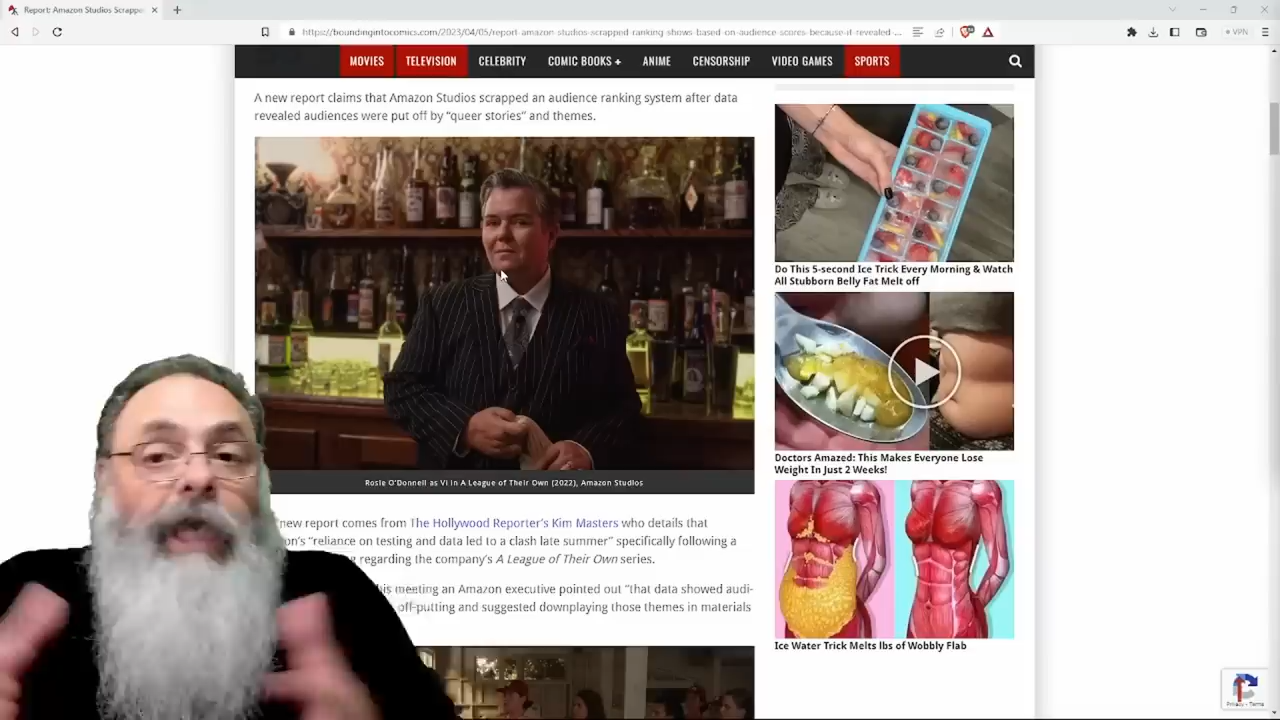 Report: Amazon Studios Scrappe
https://boundingintocomics.com/2023/04/05/report-amazon-studios-scrapped-ranking-shows-based-on-audience-scores-because-it-revealed-...
VPN
MOVIES TELEVISION CELEBRITY COMIC BOOKS + ANIME CENSORSHIP VIDEO GAMES SPORTS
A new report claims that Amazon Studios scrapped an audience ranking system after data
revealed audiences were put off by “queer stories” and themes.
Rosie O'Donnell as Vi in A League of Their Own (2022), Amazon Studios
new report comes from The Hollywood Reporter's Kim Masters who details that
on's “reliance on testing and data led to a clash late summer” specifically following a
regarding the company's A League of Their Own series.
his meeting an Amazon executive pointed out “that data showed audi-
off-putting and suggested downplaying those themes in materials
Do This 5-second Ice Trick Every Morning & Watch
All Stubborn Belly Fat Melt off
Doctors Amazed: This Makes Everyone Lose
Weight In Just 2 Weeks!
Ice Water Trick Melts lbs of Wobbly Flab
Privacy - Terms